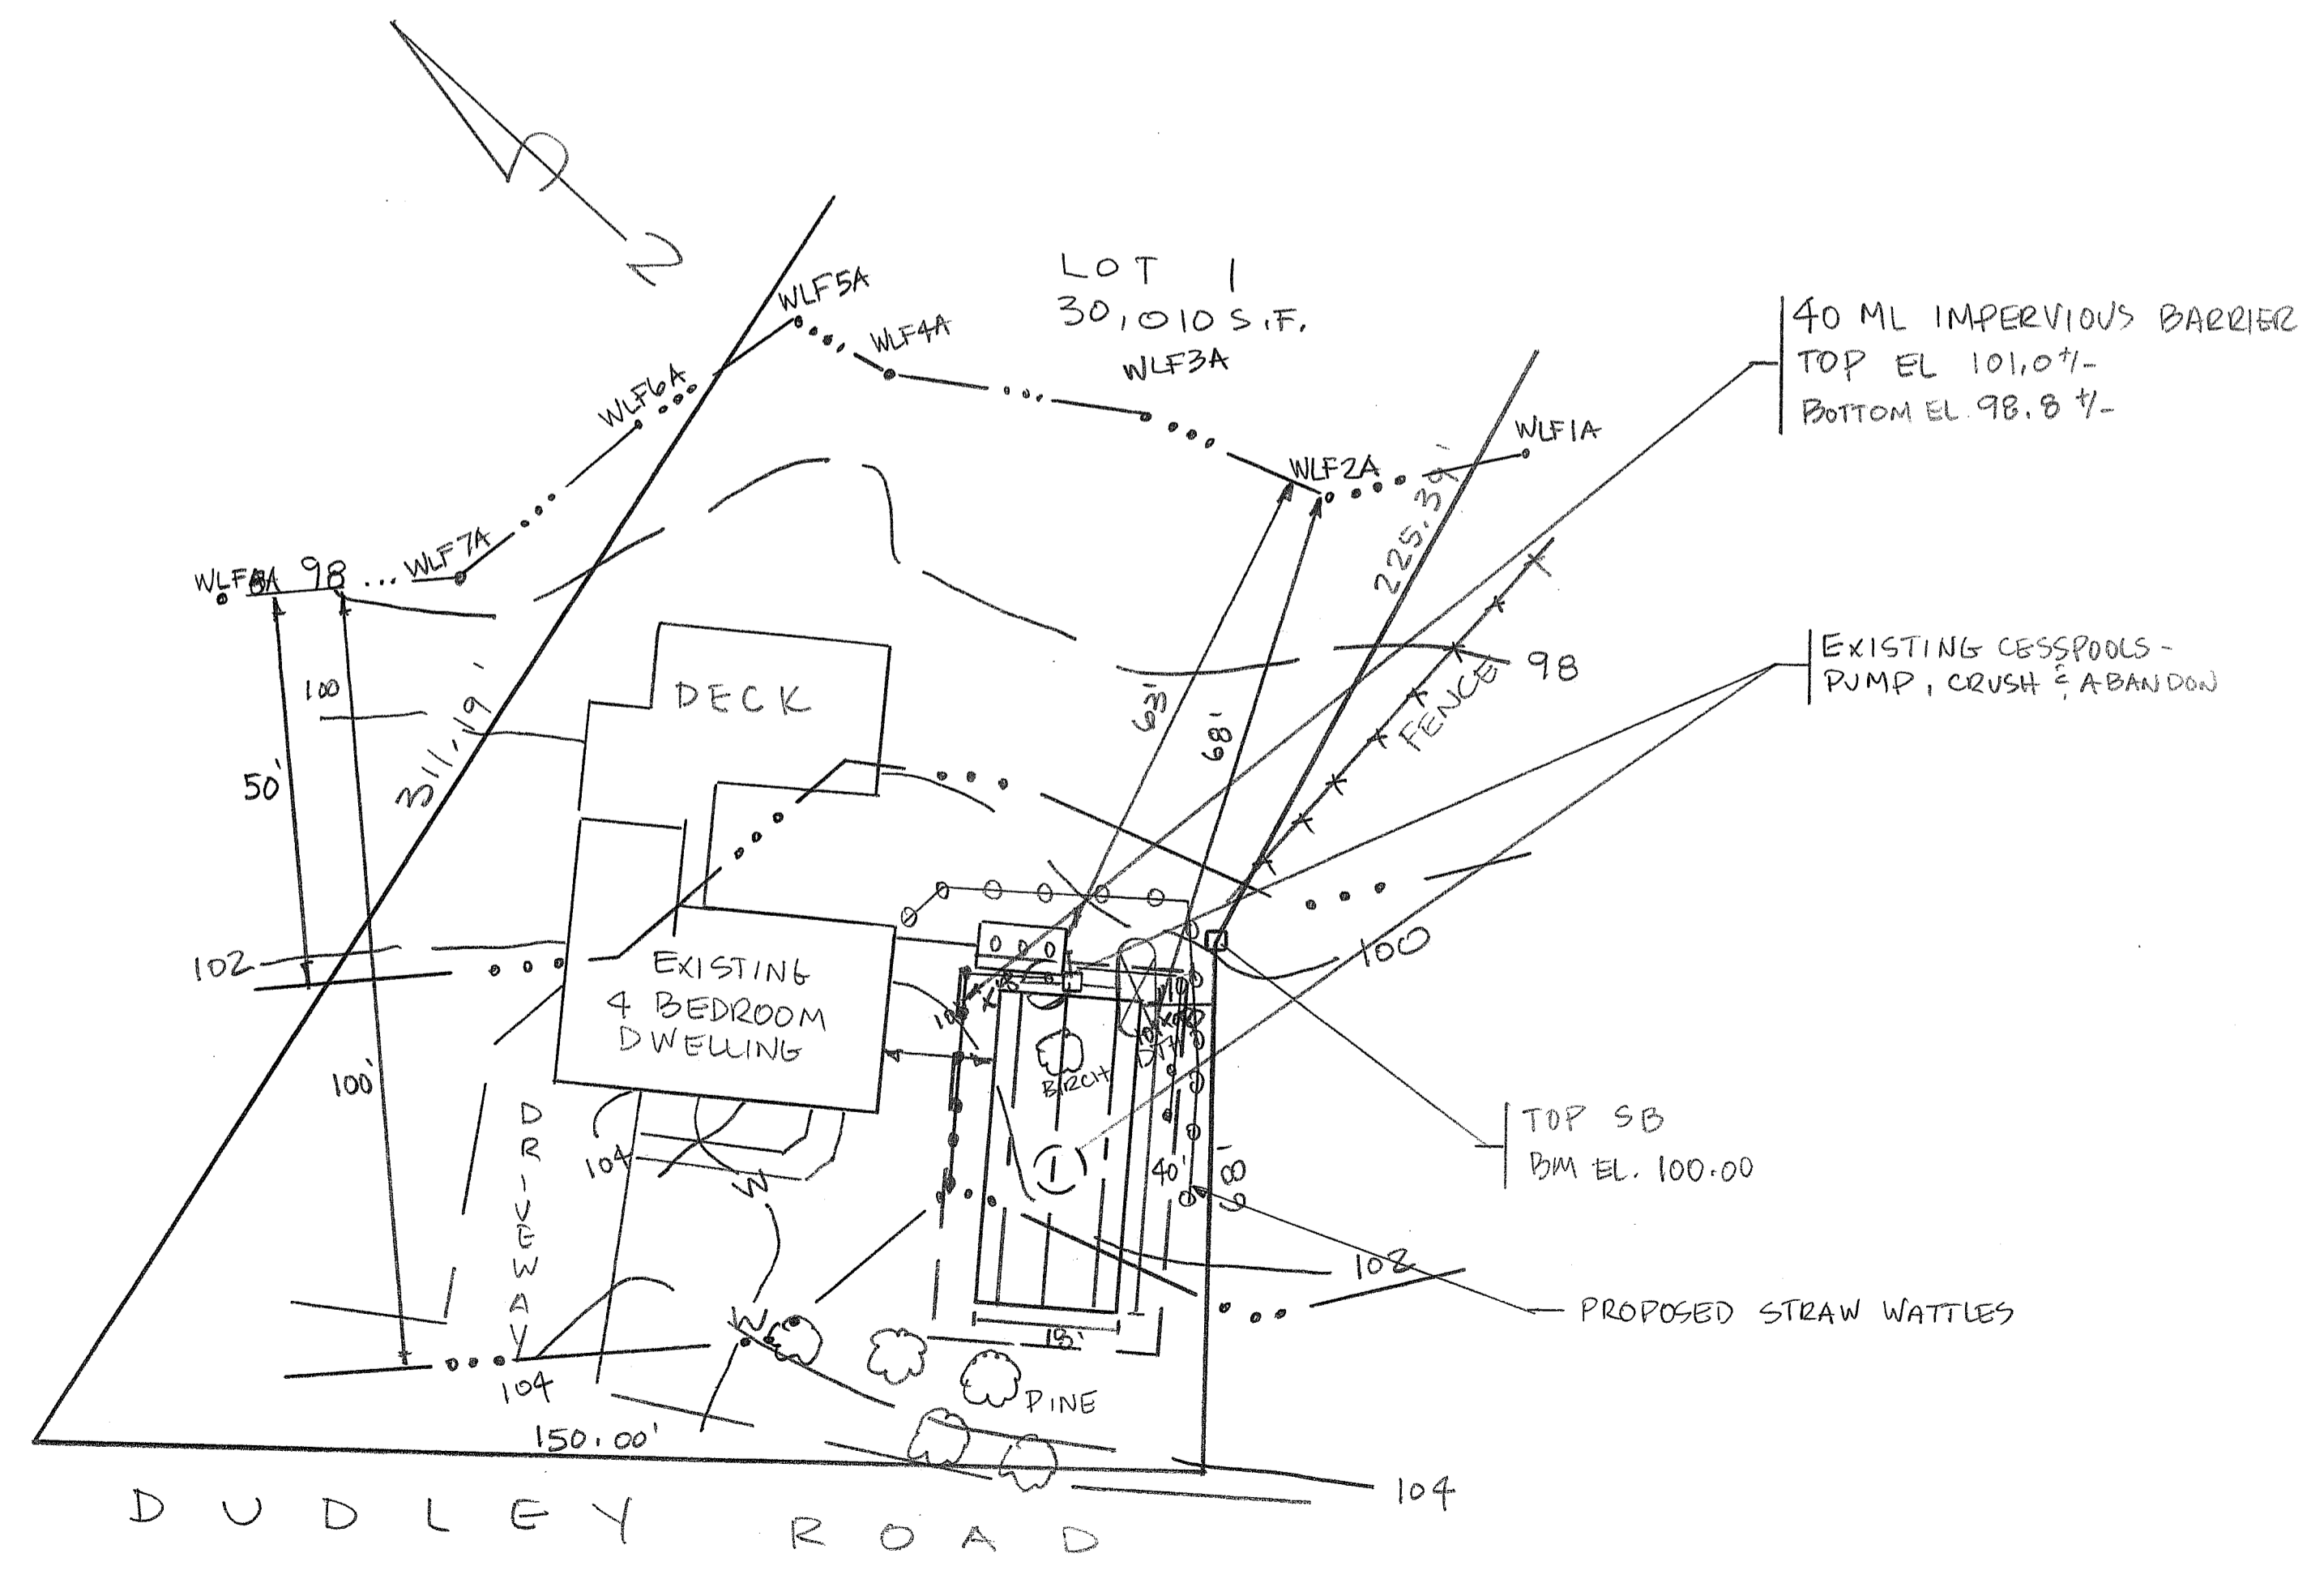 N
LOT 1
30,010 S.F.
WLF5A
WLF4A
WLF3A
WLF6A
WLF2A
WLF1A
WLF7A
98
40 ML IMPERVIOUS BARRIER
TOP EL 101.0 +/-
BOTTOM EL. 98.8 +/-
225.39'
311.19'
100
50'
100'
DECK
63'
68'
98
FENCE
EXISTING CESSPOOLS -
PUMP, CRUSH & ABANDON
102
EXISTING
4 BEDROOM
DWELLING
100
BIRCH
DRIVEWAY
104
W
40'
68'
TOP SB
BM EL. 100.00
102
PROPOSED STRAW WATTLES
W
18'
104
PINE
150.00'
104
DUDLEY ROAD